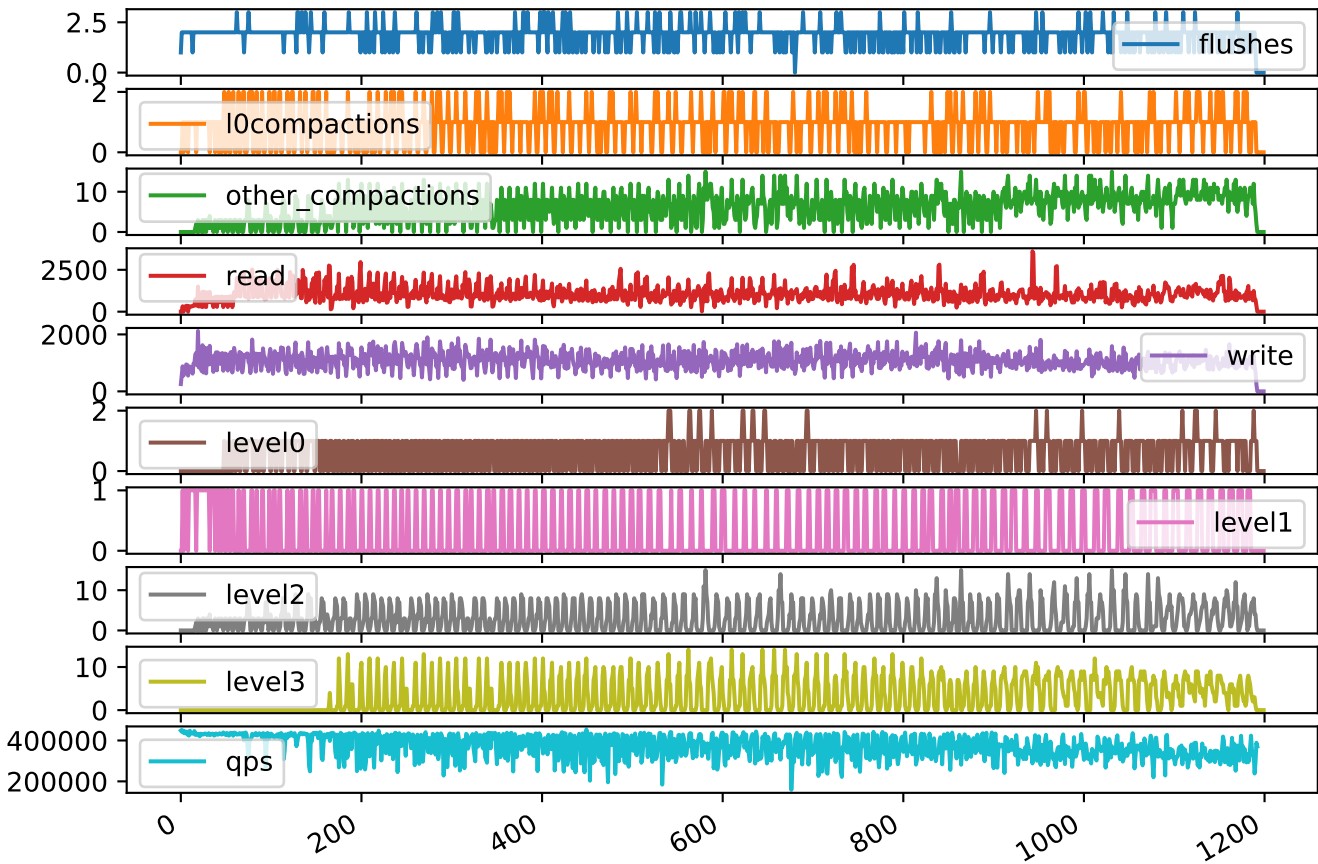 2.5
0.0
flushes
2
0
l0compactions
10
0
other_compactions
2500
0
read
2000
0
write
2
0
level0
1
0
level1
10
0
level2
10
0
level3
400000
200000
qps
0 200 400 600 800 1000 1200